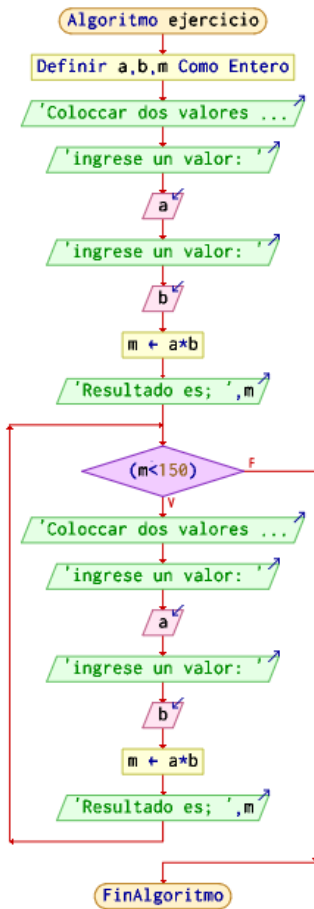 Algoritmo ejercicio
Definir a,b,m Como Entero
'Coloccar dos valores ...
'ingrese un valor: '
a
'ingrese un valor: '
b
m ← a*b
'Resultado es; ',m
(m<150)
F
V
'Coloccar dos valores ...
'ingrese un valor: '
a
'ingrese un valor: '
b
m ← a*b
'Resultado es; ',m
FinAlgoritmo